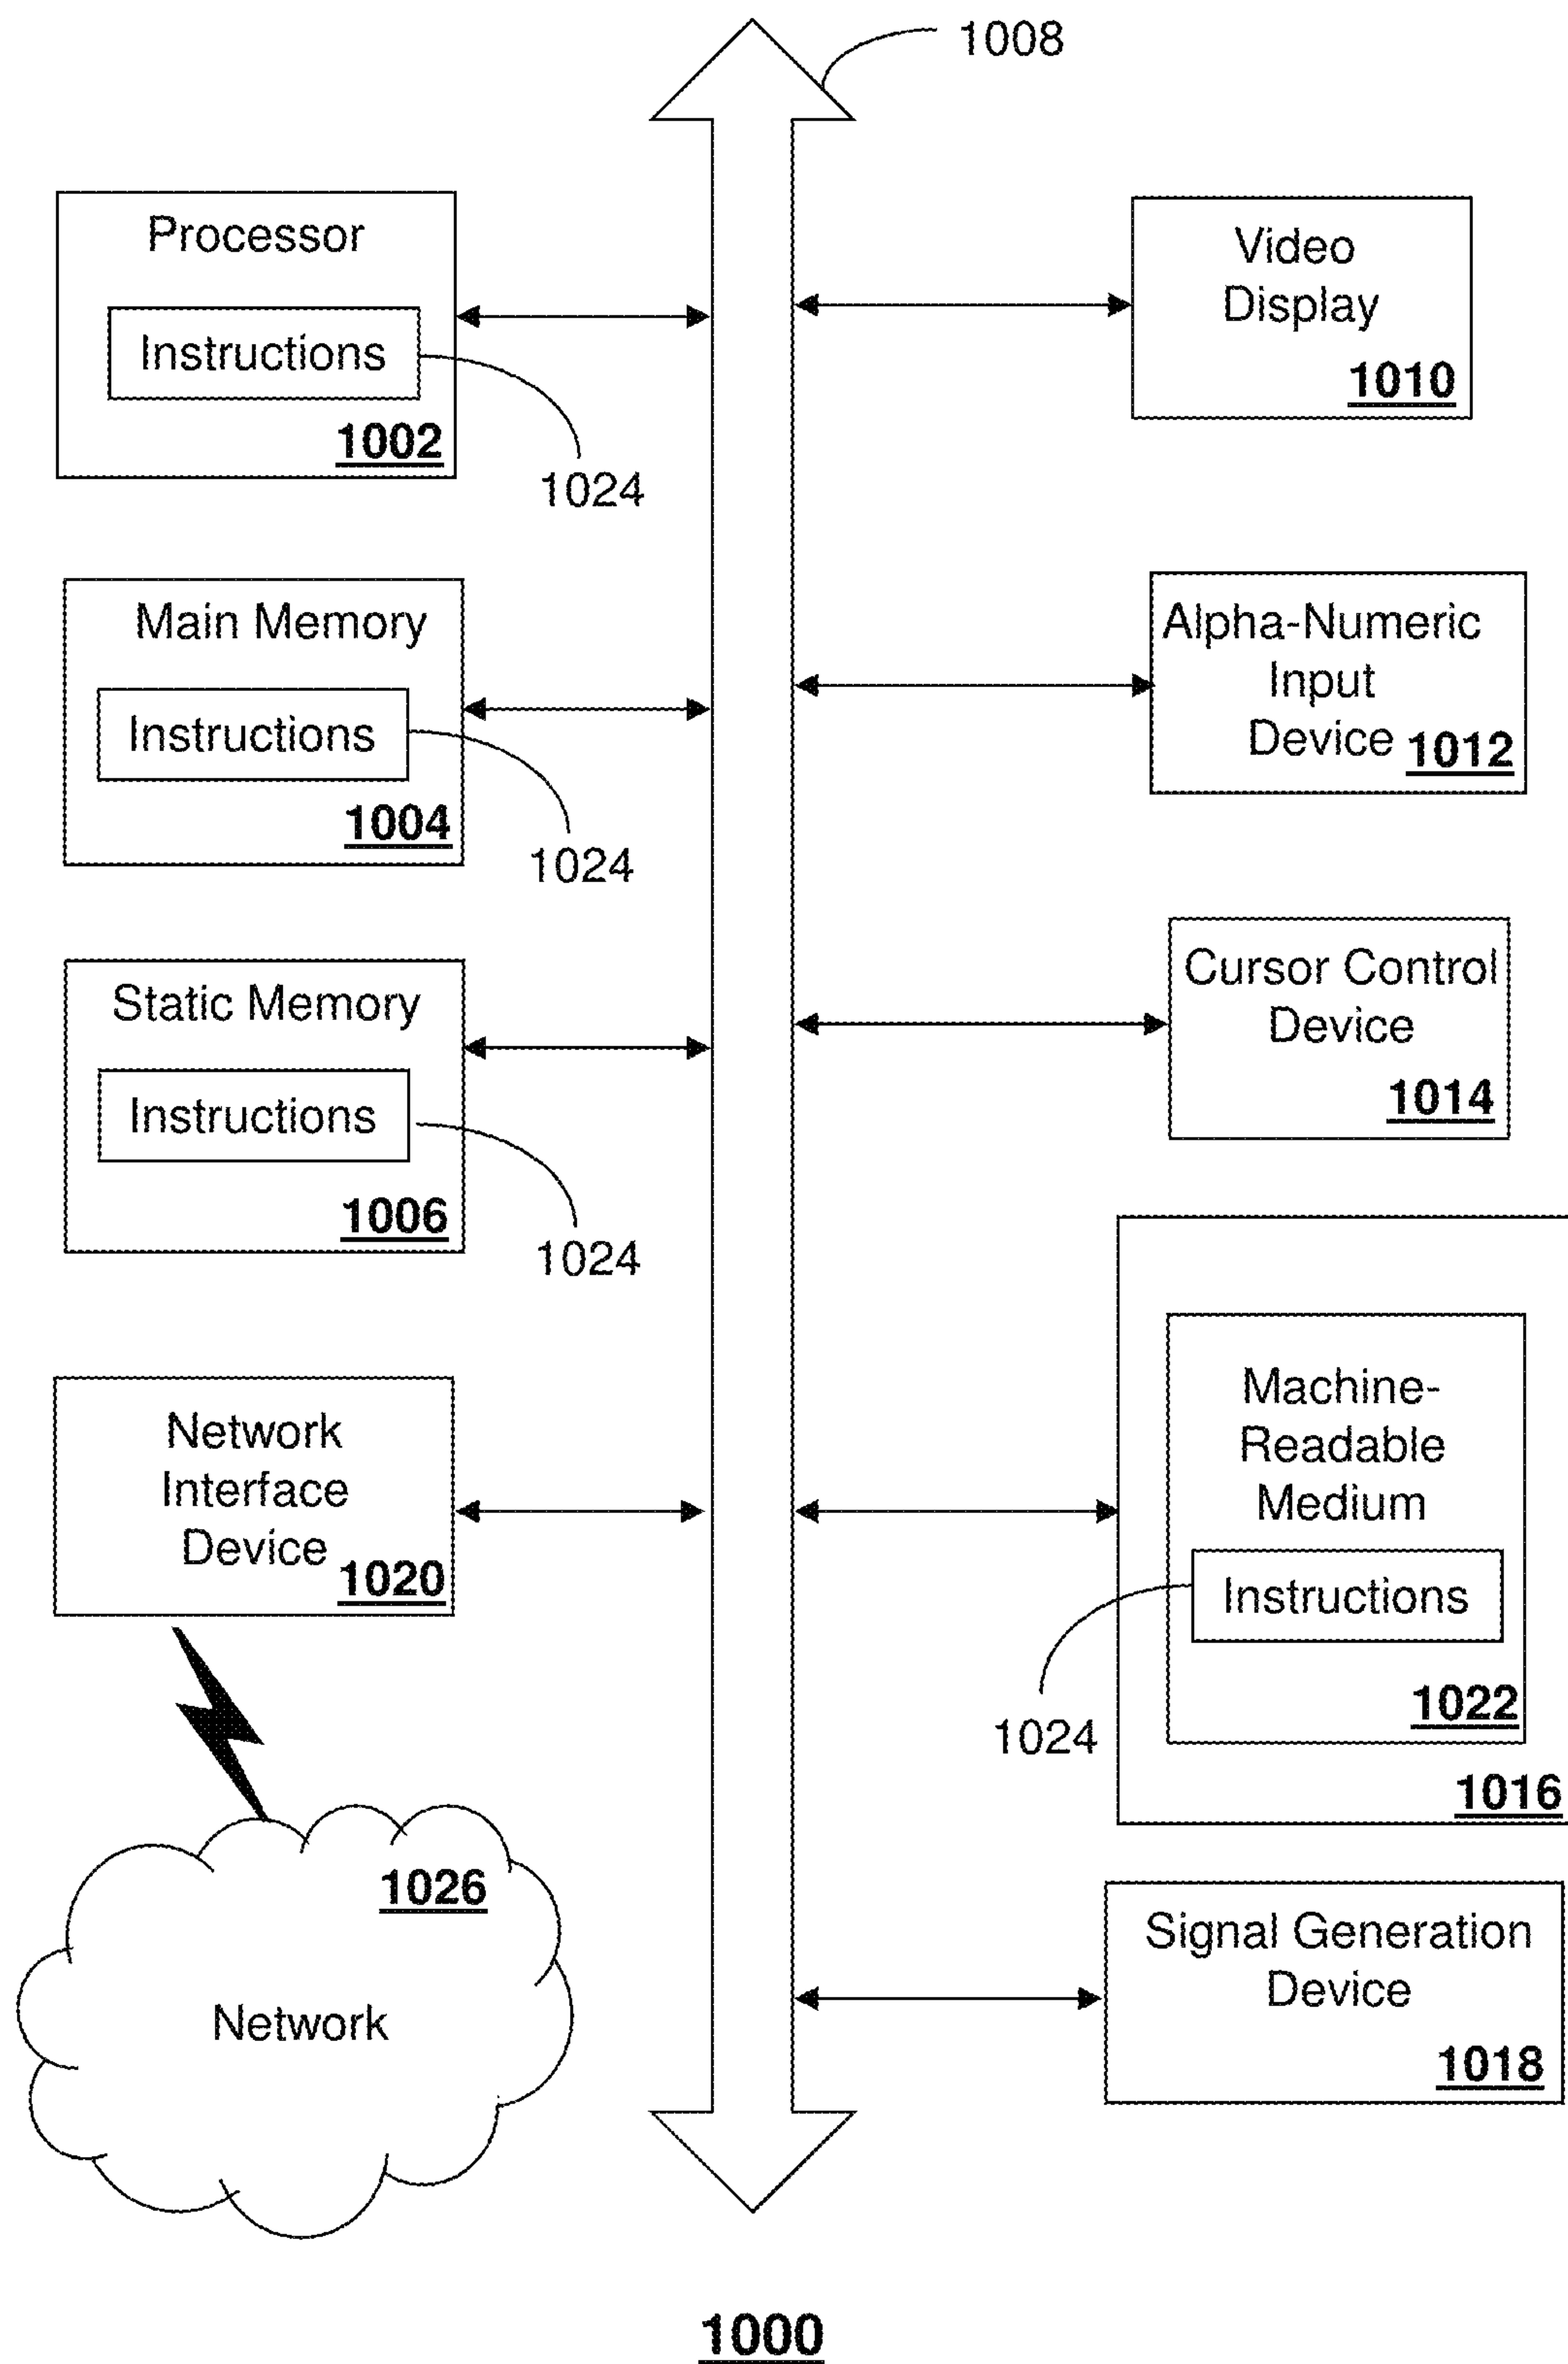 1008
Processor
Instructions
1002
1024
Main Memory
Instructions
1004
1024
Static Memory
Instructions
1006
1024
Network
Interface
Device
1020
1026
Network
Video
Display
1010
Alpha-Numeric
Input
Device
1012
Cursor Control
Device
1014
Machine-
Readable
Medium
Instructions
1024
1022
1016
Signal Generation
Device
1018
1000